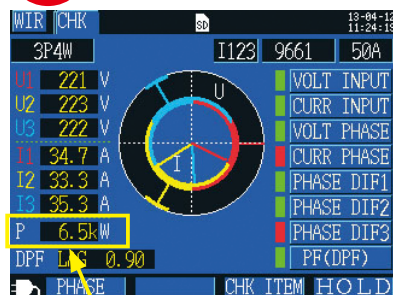 WIR CHK SD 13-04-12
11:24:19
3P4W I123 9661 50A
U1 221 V
U2 223 V
U3 222 V
I1 34.7 A
I2 33.3 A
I3 35.3 A
P 6.5kW
DPF LAG 0.90
U
I
VOLT INPUT
CURR INPUT
VOLT PHASE
CURR PHASE
PHASE DIF1
PHASE DIF2
PHASE DIF3
PF(DPF)
PHASE CHK ITEM HOLD